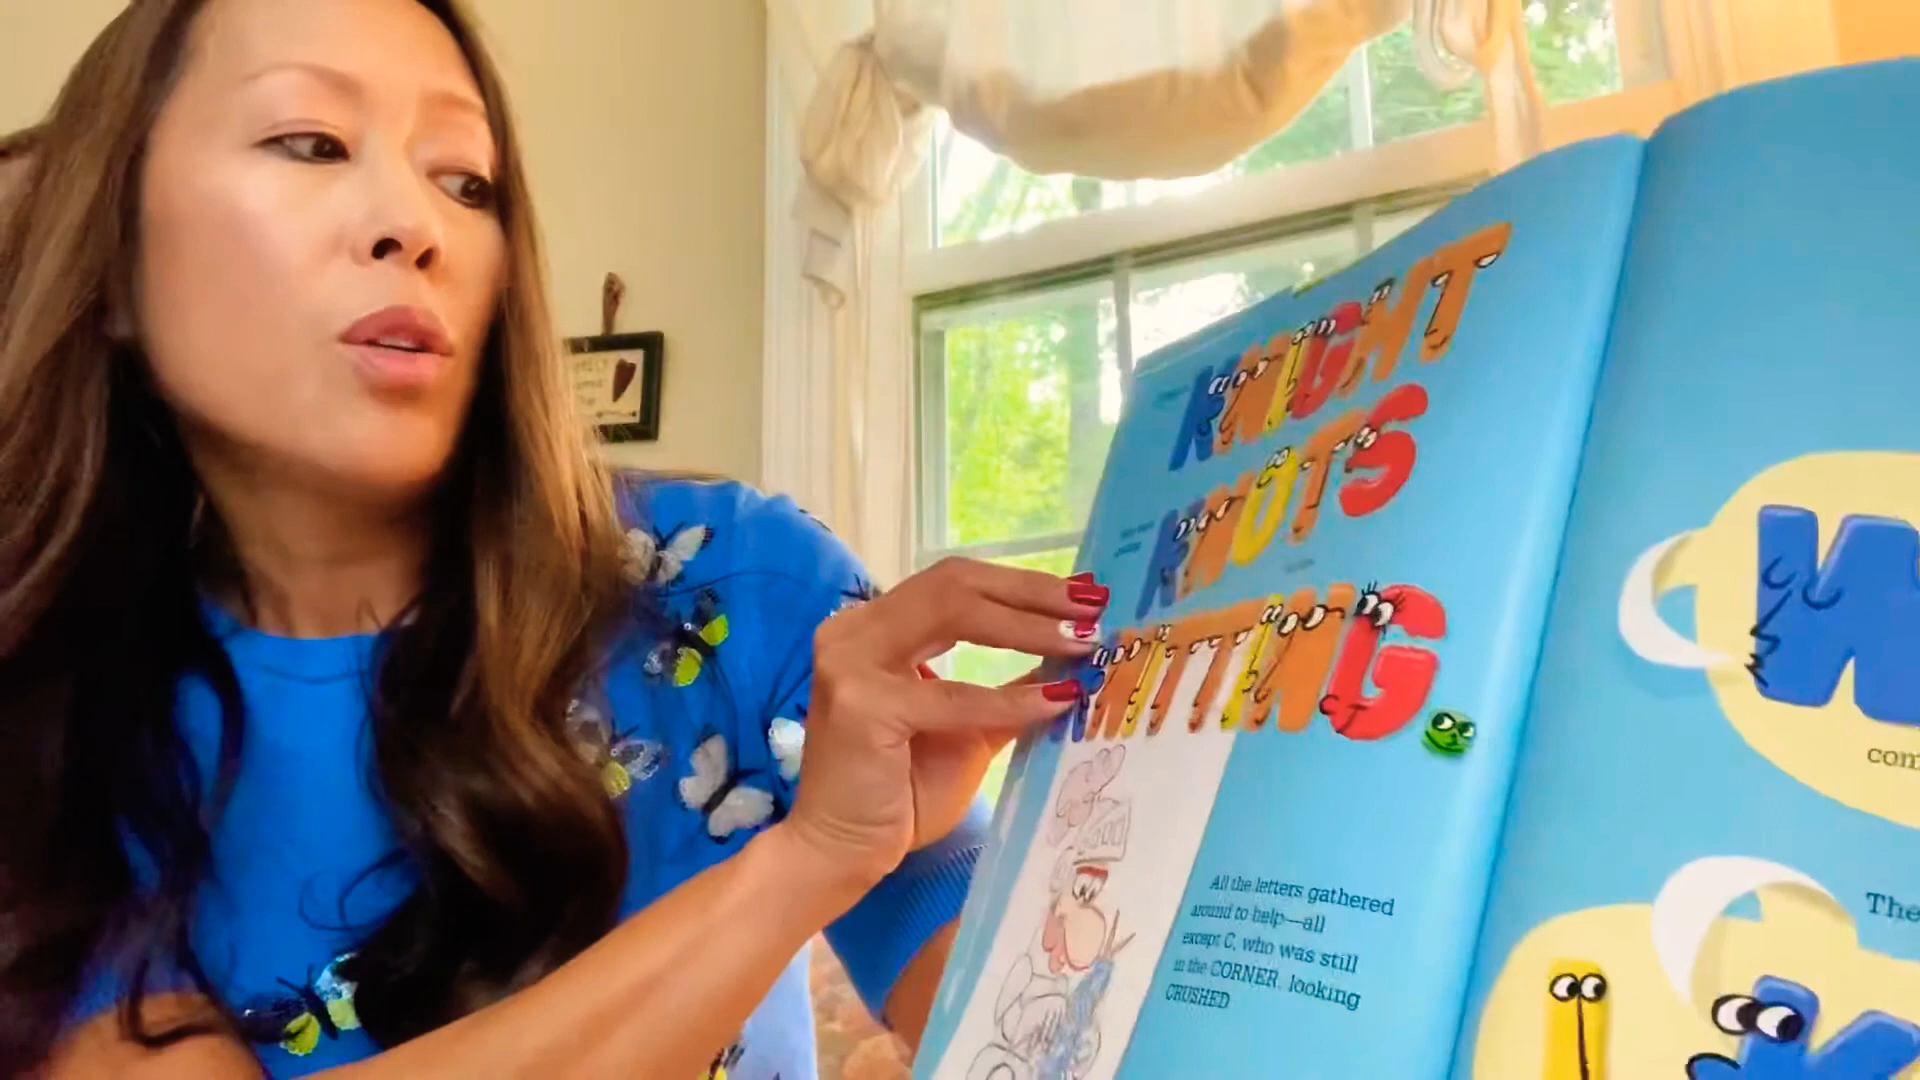 KNIGHT
KNOTS
KNITTING.
All the letters gathered
around to help—all
except C, who was still
in the CORNER, looking
CRUSHED
W
com
The
K